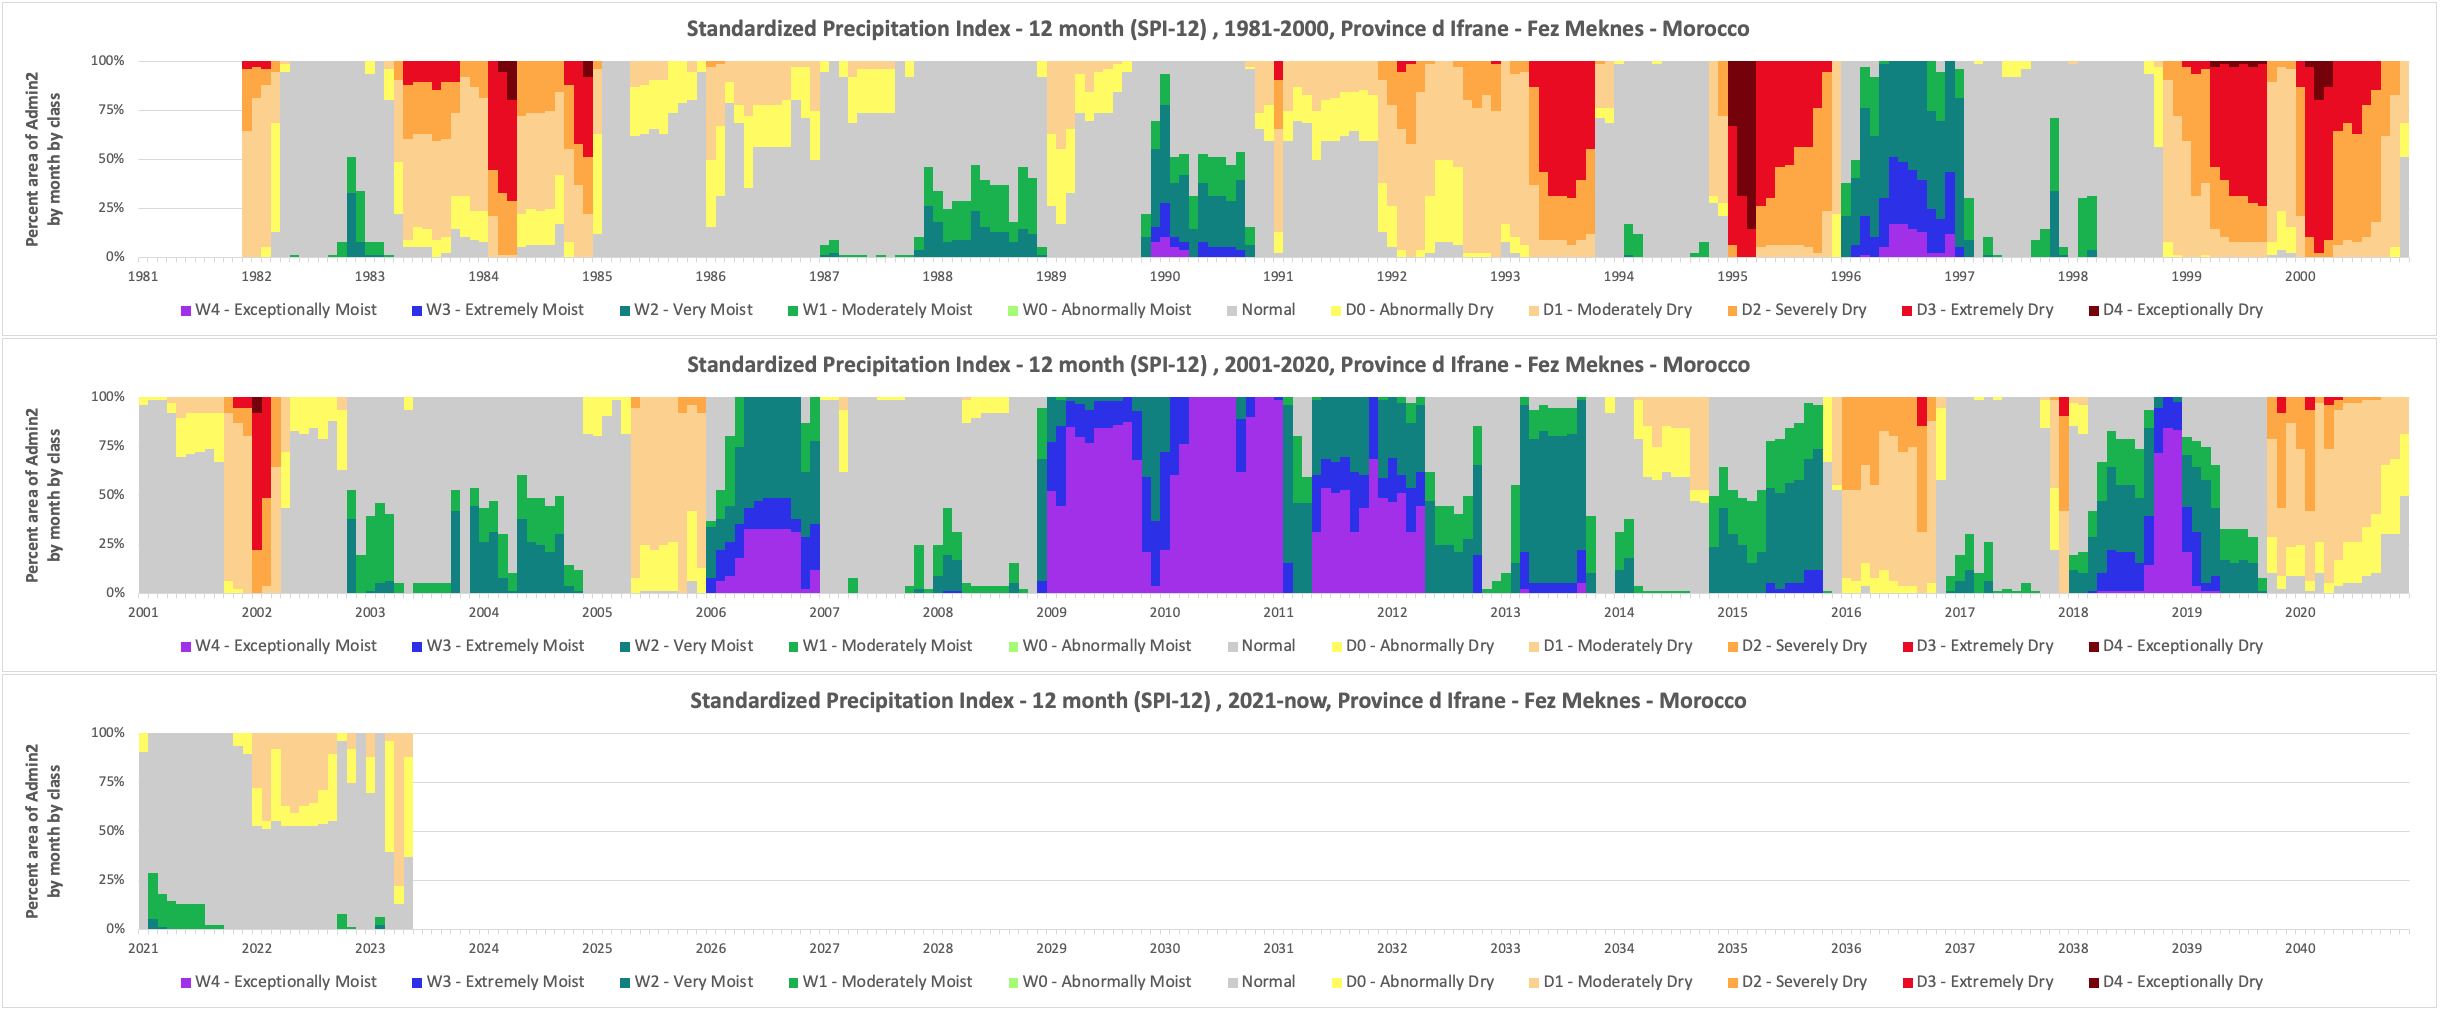 Standardized Precipitation Index - 12 month (SPI-12) , 1981-2000, Province d Ifrane - Fez Meknes - Morocco
Percent area of Admin2
by month by class
100%
75%
50%
25%
0%
1981 1982 1983 1984 1985 1986 1987 1988 1989 1990 1991 1992 1993 1994 1995 1996 1997 1998 1999 2000
W4 - Exceptionally Moist W3 - Extremely Moist W2 - Very Moist W1 - Moderately Moist W0 - Abnormally Moist Normal D0 - Abnormally Dry D1 - Moderately Dry D2 - Severely Dry D3 - Extremely Dry D4 - Exceptionally Dry
Standardized Precipitation Index - 12 month (SPI-12) , 2001-2020, Province d Ifrane - Fez Meknes - Morocco
Percent area of Admin2
by month by class
100%
75%
50%
25%
0%
2001 2002 2003 2004 2005 2006 2007 2008 2009 2010 2011 2012 2013 2014 2015 2016 2017 2018 2019 2020
W4 - Exceptionally Moist W3 - Extremely Moist W2 - Very Moist W1 - Moderately Moist W0 - Abnormally Moist Normal D0 - Abnormally Dry D1 - Moderately Dry D2 - Severely Dry D3 - Extremely Dry D4 - Exceptionally Dry
Standardized Precipitation Index - 12 month (SPI-12) , 2021-now, Province d Ifrane - Fez Meknes - Morocco
Percent area of Admin2
by month by class
100%
75%
50%
25%
0%
2021 2022 2023 2024 2025 2026 2027 2028 2029 2030 2031 2032 2033 2034 2035 2036 2037 2038 2039 2040
W4 - Exceptionally Moist W3 - Extremely Moist W2 - Very Moist W1 - Moderately Moist W0 - Abnormally Moist Normal D0 - Abnormally Dry D1 - Moderately Dry D2 - Severely Dry D3 - Extremely Dry D4 - Exceptionally Dry